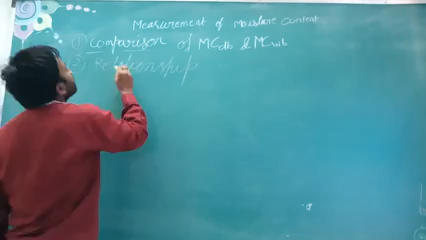 Measurement of Moisture Content
① Comparison of MCdb & MCwb
② Relationship